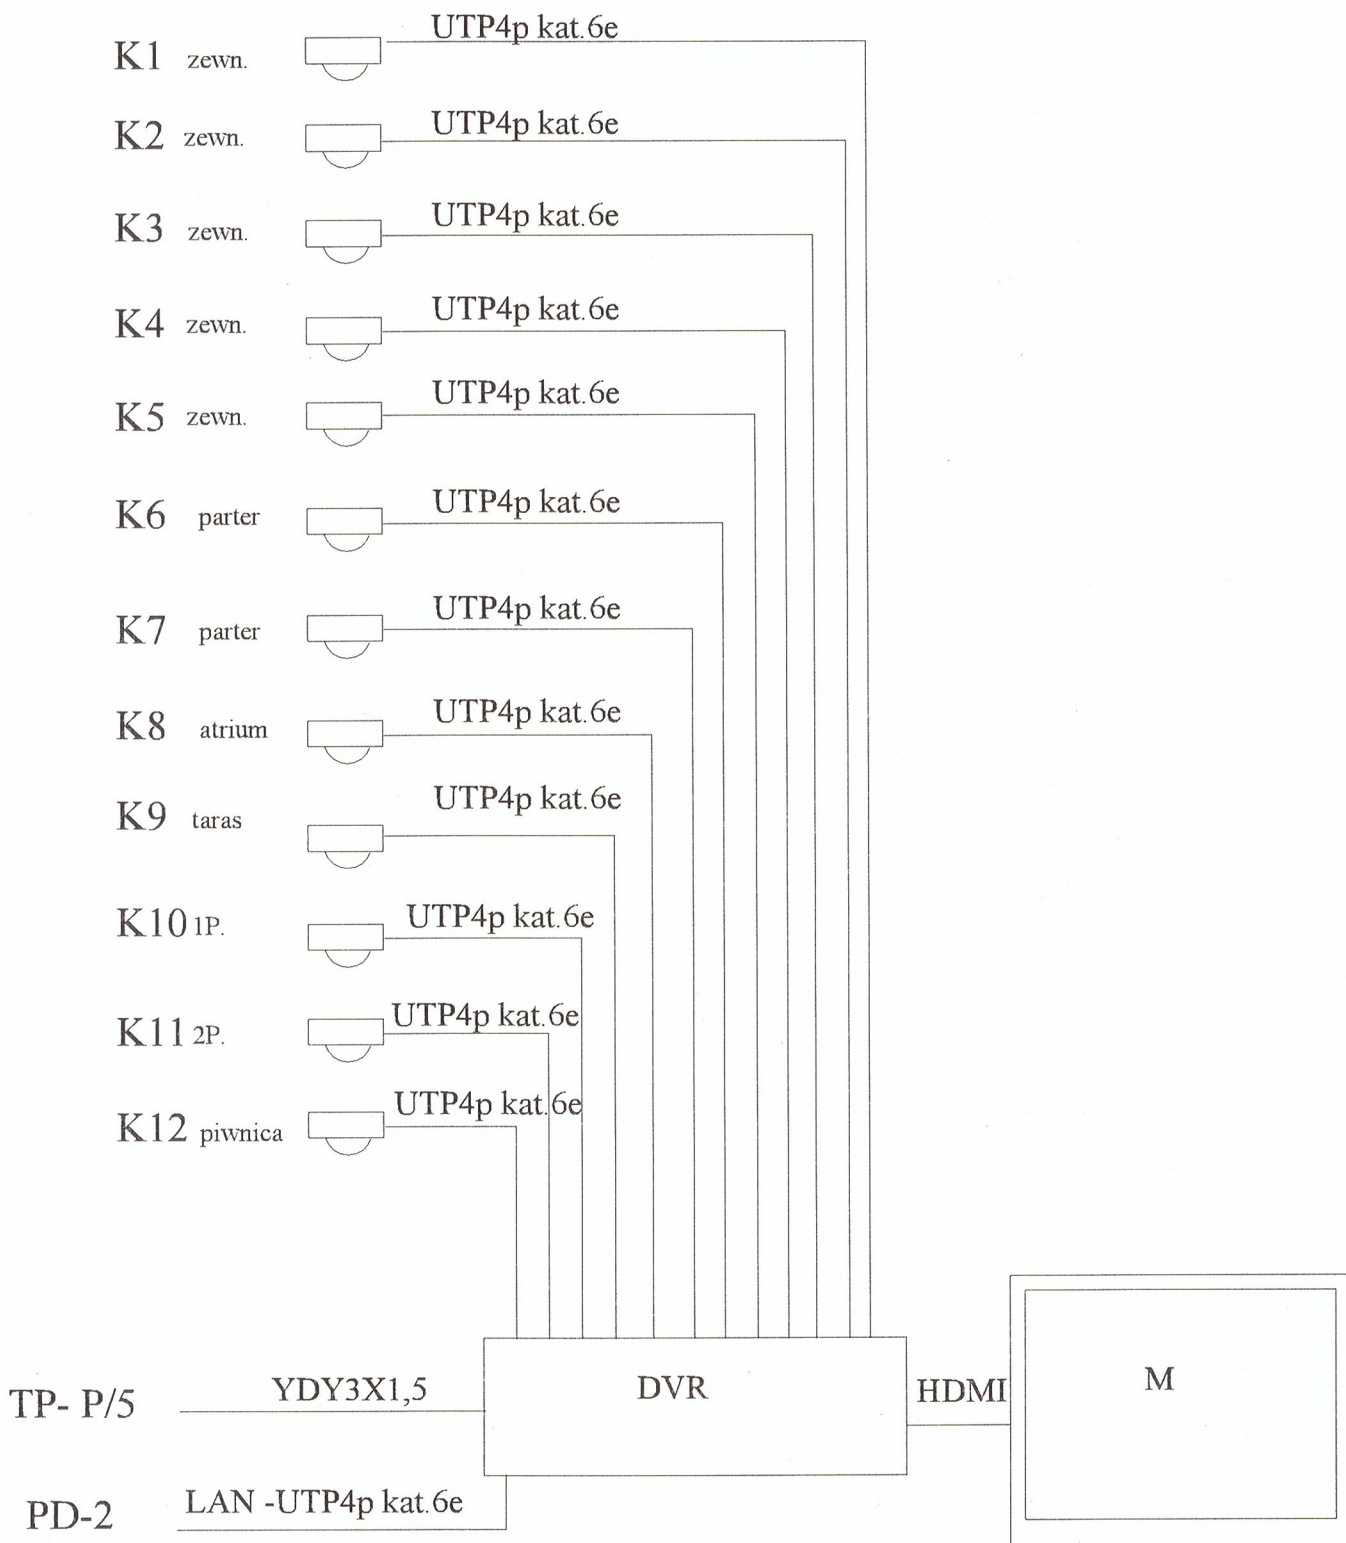 K1 zewn. UTP4p kat.6e
K2 zewn. UTP4p kat.6e
K3 zewn. UTP4p kat.6e
K4 zewn. UTP4p kat.6e
K5 zewn. UTP4p kat.6e
K6 parter UTP4p kat.6e
K7 parter UTP4p kat.6e
K8 atrium UTP4p kat.6e
K9 taras UTP4p kat.6e
K10 1P. UTP4p kat.6e
K11 2P. UTP4p kat.6e
K12 piwnica UTP4p kat.6e
TP- P/5 YDY3X1,5 DVR HDMI M
PD-2 LAN -UTP4p kat.6e